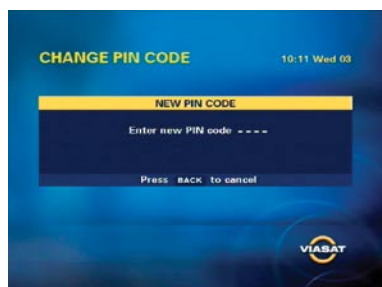 CHANGE PIN CODE
10:11 Wed 03
NEW PIN CODE
Enter new PIN code ----
Press BACK to cancel
VIASAT